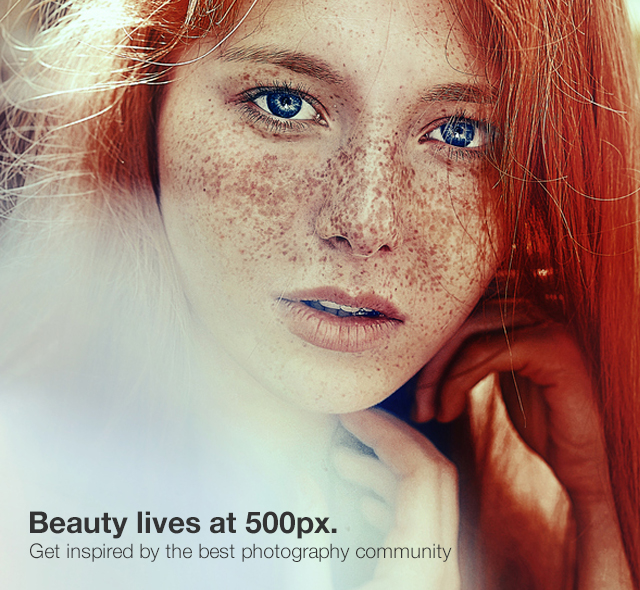 Beauty lives at 500px.
Get inspired by the best photography community